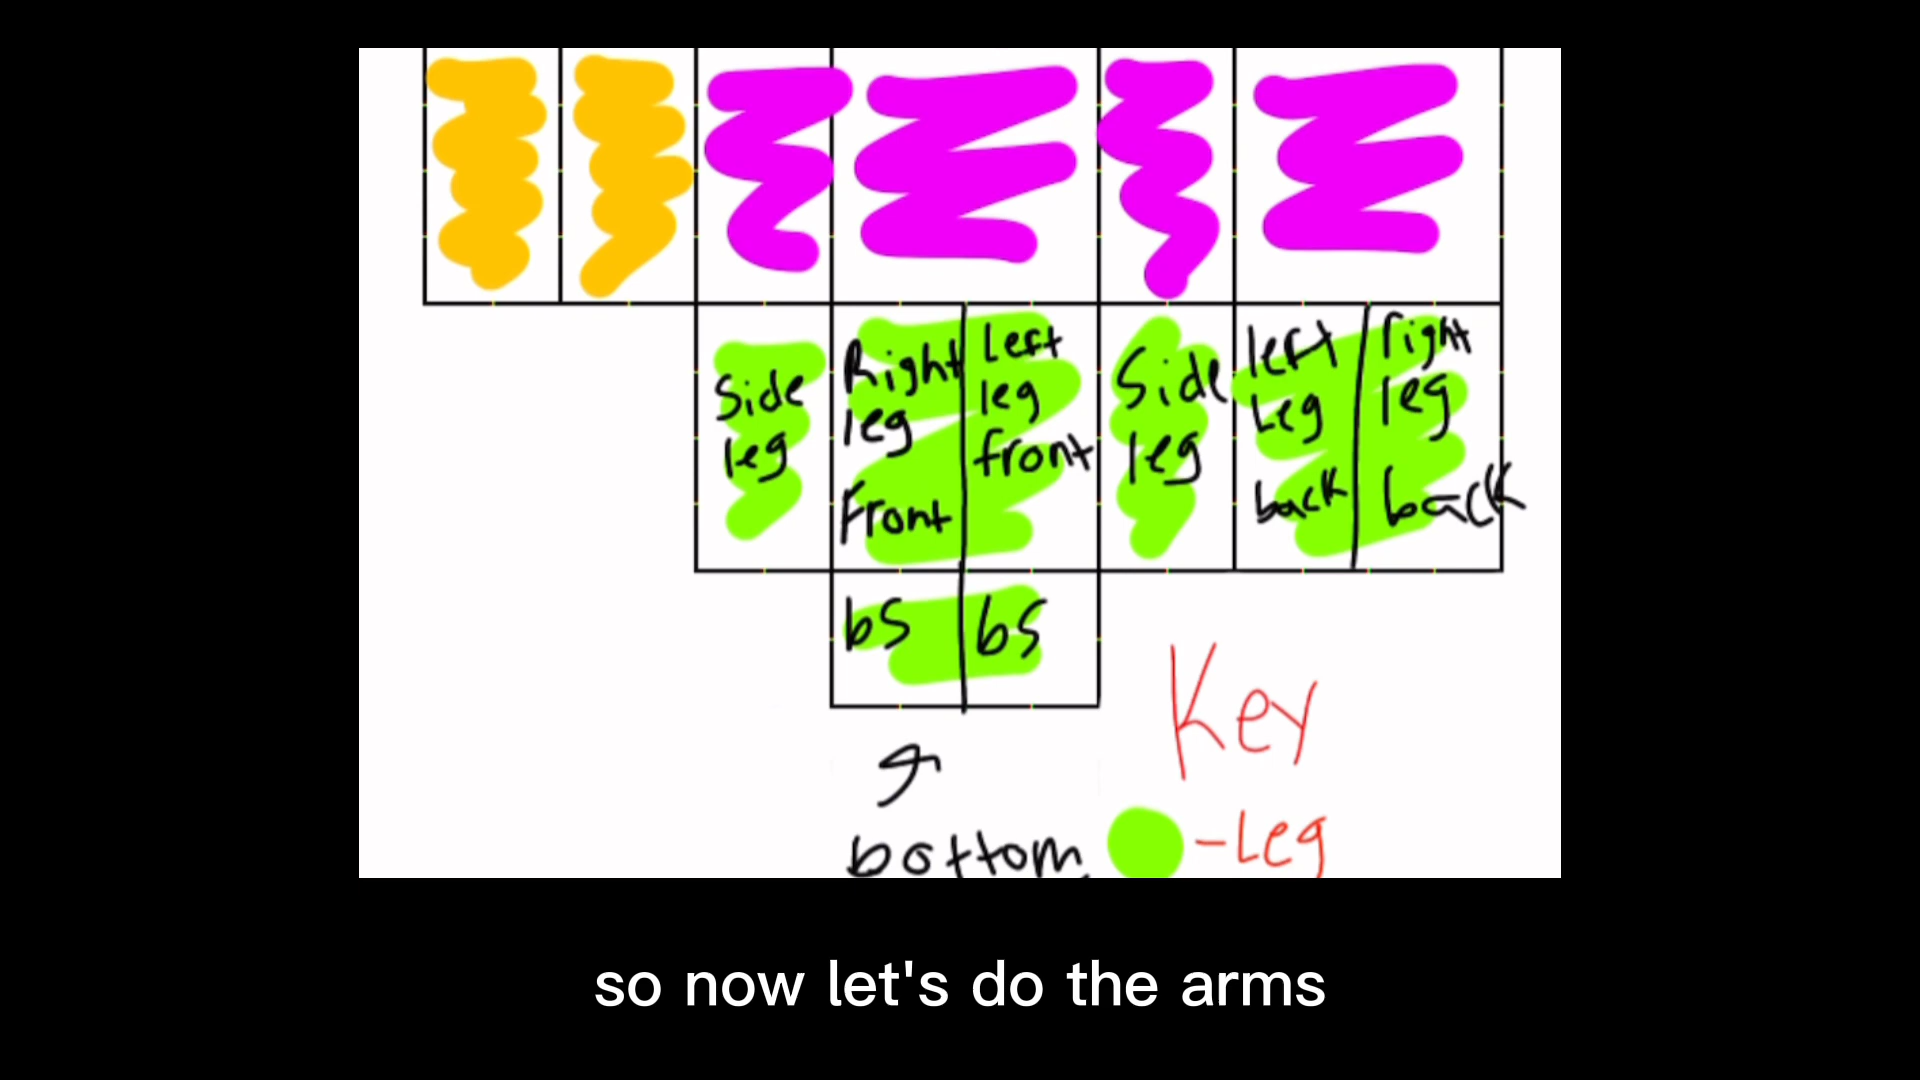 Side
leg
Right
leg
Front
left
leg
front
Side
leg
left
Leg
back
right
leg
back
bS
bS
Key
bottom
-Leg
so now let's do the arms